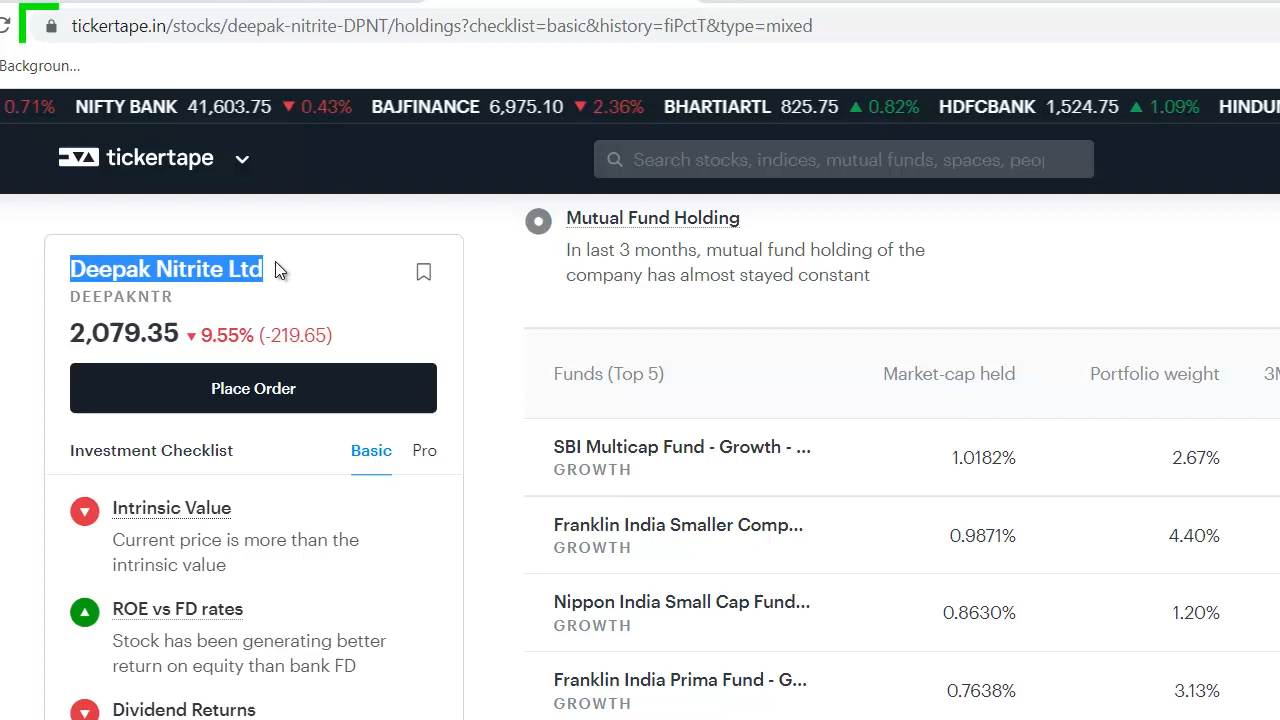 tickertape.in/stocks/deepak-nitrite-DPNT/holdings?checklist=basic&history=fiPctT&type=mixed
Backgroun...
0.71% NIFTY BANK 41,603.75 ▼ 0.43% BAJFINANCE 6,975.10 ▼ 2.36% BHARTIARTL 825.75 ▲ 0.82% HDFCBANK 1,524.75 ▲ 1.09% HINDUN
tickertape
Search stocks, indices, mutual funds, spaces, peo
Deepak Nitrite Ltd
DEEPAKNTR
2,079.35 ▼ 9.55% (-219.65)
Place Order
Investment Checklist Basic Pro
Intrinsic Value
Current price is more than the
intrinsic value
ROE vs FD rates
Stock has been generating better
return on equity than bank FD
Dividend Returns
Mutual Fund Holding
In last 3 months, mutual fund holding of the
company has almost stayed constant
Funds (Top 5) Market-cap held Portfolio weight 3M
SBI Multicap Fund - Growth - ... 1.0182% 2.67%
GROWTH
Franklin India Smaller Comp... 0.9871% 4.40%
GROWTH
Nippon India Small Cap Fund... 0.8630% 1.20%
GROWTH
Franklin India Prima Fund - G... 0.7638% 3.13%
GROWTH